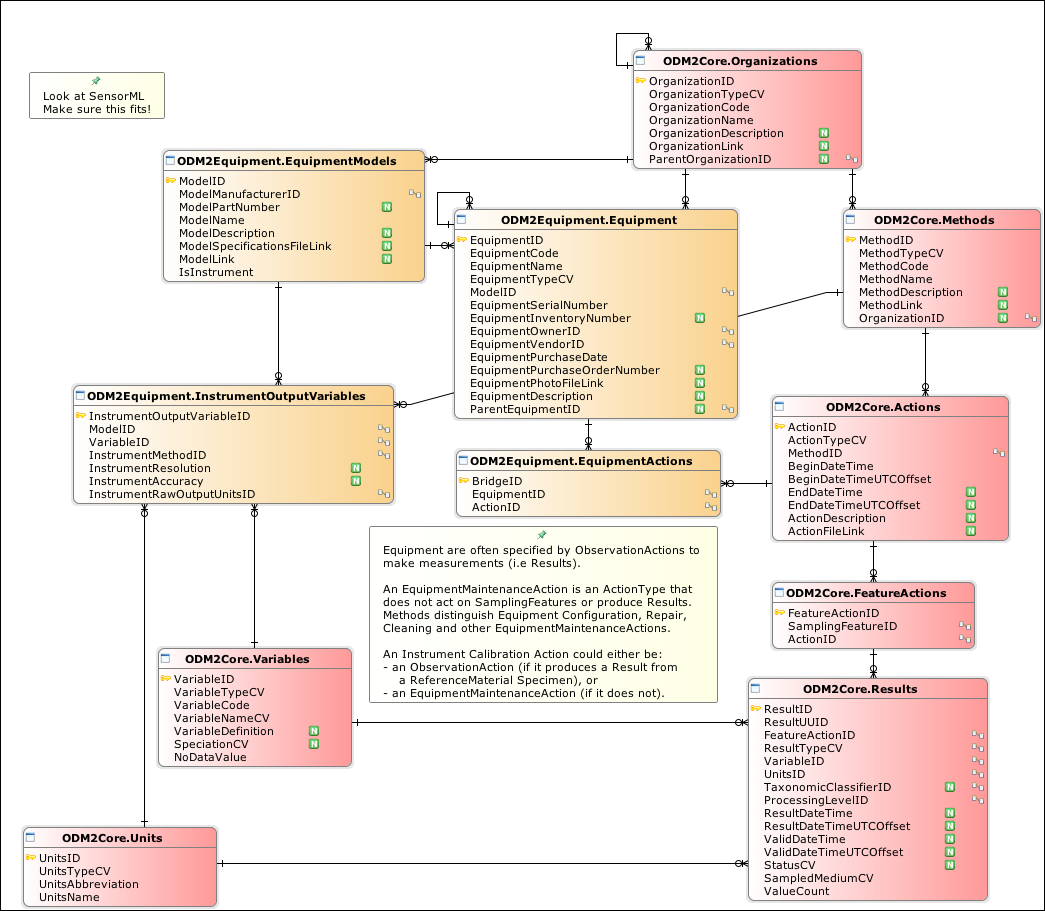 ODM2Core.Organizations
OrganizationID
OrganizationTypeCV
OrganizationCode
OrganizationName
OrganizationDescription N
OrganizationLink N
ParentOrganizationID N
Look at SensorML
Make sure this fits!
ODM2Equipment.EquipmentModels
ModelID
ModelManufacturerID
ModelPartNumber N
ModelName
ModelDescription N
ModelSpecificationsFileLink N
ModelLink N
IsInstrument
ODM2Equipment.Equipment
EquipmentID
EquipmentCode
EquipmentName
EquipmentTypeCV
ModelID
EquipmentSerialNumber
EquipmentInventoryNumber N
EquipmentOwnerID
EquipmentVendorID
EquipmentPurchaseDate
EquipmentPurchaseOrderNumber N
EquipmentPhotoFileLink N
EquipmentDescription N
ParentEquipmentID N
ODM2Core.Methods
MethodID
MethodTypeCV
MethodCode
MethodName
MethodDescription N
MethodLink N
OrganizationID N
ODM2Equipment.InstrumentOutputVariables
InstrumentOutputVariableID
ModelID
VariableID
InstrumentMethodID
InstrumentResolution N
InstrumentAccuracy N
InstrumentRawOutputUnitsID
ODM2Equipment.EquipmentActions
BridgeID
EquipmentID
ActionID
ODM2Core.Actions
ActionID
ActionTypeCV
MethodID
BeginDateTime
BeginDateTimeUTCOffset
EndDateTime N
EndDateTimeUTCOffset N
ActionDescription N
ActionFileLink N
Equipment are often specified by ObservationActions to
make measurements (i.e Results).
An EquipmentMaintenanceAction is an ActionType that
does not act on SamplingFeatures or produce Results.
Methods distinguish Equipment Configuration, Repair,
Cleaning and other EquipmentMaintenanceActions.
An Instrument Calibration Action could either be:
- an ObservationAction (if it produces a Result from
a ReferenceMaterial Specimen), or
- an EquipmentMaintenanceAction (if it does not).
ODM2Core.FeatureActions
FeatureActionID
SamplingFeatureID
ActionID
ODM2Core.Variables
VariableID
VariableTypeCV
VariableCode
VariableNameCV
VariableDefinition N
SpeciationCV N
NoDataValue
ODM2Core.Results
ResultID
ResultUUID
FeatureActionID
ResultTypeCV
VariableID
UnitsID
TaxonomicClassifierID N
ProcessingLevelID
ResultDateTime N
ResultDateTimeUTCOffset N
ValidDateTime N
ValidDateTimeUTCOffset N
StatusCV N
SampledMediumCV
ValueCount
ODM2Core.Units
UnitsID
UnitsTypeCV
UnitsAbbreviation
UnitsName